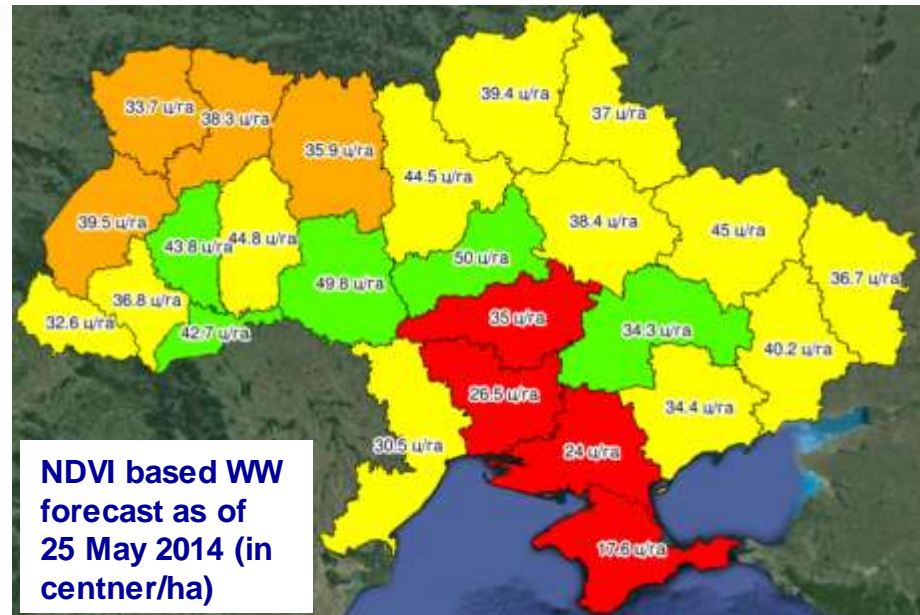 39.4 ц/га
37 ц/га
33.7 ц/га
38.3 ц/га
35.9 ц/га
44.5 ц/га
39.5 ц/га
43.8 ц/га
44.8 ц/га
38.4 ц/га
45 ц/га
50 ц/га
49.8 ц/га
36.7 ц/га
36.8 ц/га
32.6 ц/га
42.7 ц/га
35 ц/га
34.3 ц/га
40.2 ц/га
26.5 ц/га
34.4 ц/га
30.5 ц/га
24 ц/га
17.6 ц/га
NDVI based WW
forecast as of
25 May 2014 (in
centner/ha)